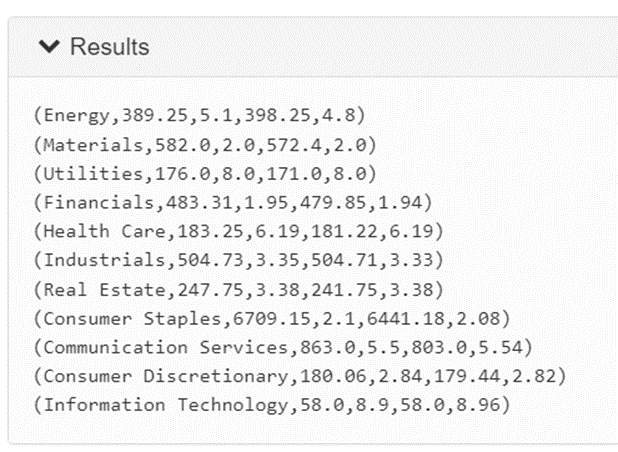 Results
(Energy,389.25,5.1,398.25,4.8)
(Materials,582.0,2.0,572.4,2.0)
(Utilities,176.0,8.0,171.0,8.0)
(Financials,483.31,1.95,479.85,1.94)
(Health Care,183.25,6.19,181.22,6.19)
(Industrials,504.73,3.35,504.71,3.33)
(Real Estate,247.75,3.38,241.75,3.38)
(Consumer Staples,6709.15,2.1,6441.18,2.08)
(Communication Services,863.0,5.5,803.0,5.54)
(Consumer Discretionary,180.06,2.84,179.44,2.82)
(Information Technology,58.0,8.9,58.0,8.96)